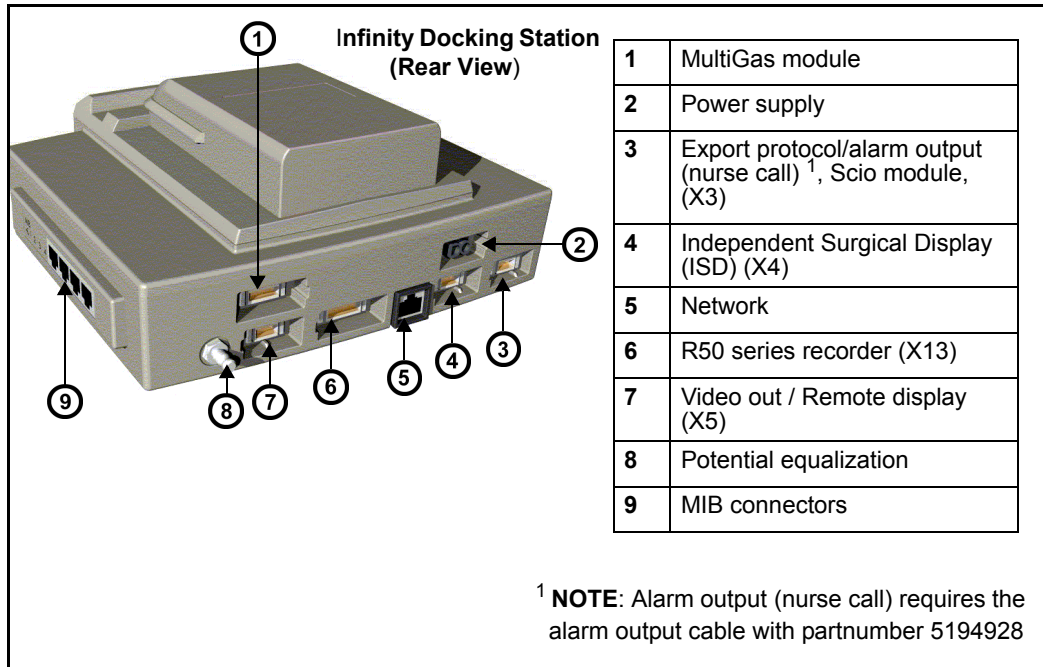 Infinity Docking Station
(Rear View)
1
2
3
4
5
6
7
8
9
1 MultiGas module
2 Power supply
3 Export protocol/alarm output
(nurse call) 1, Scio module,
(X3)
4 Independent Surgical Display
(ISD) (X4)
5 Network
6 R50 series recorder (X13)
7 Video out / Remote display
(X5)
8 Potential equalization
9 MIB connectors
1 NOTE: Alarm output (nurse call) requires the
alarm output cable with partnumber 5194928